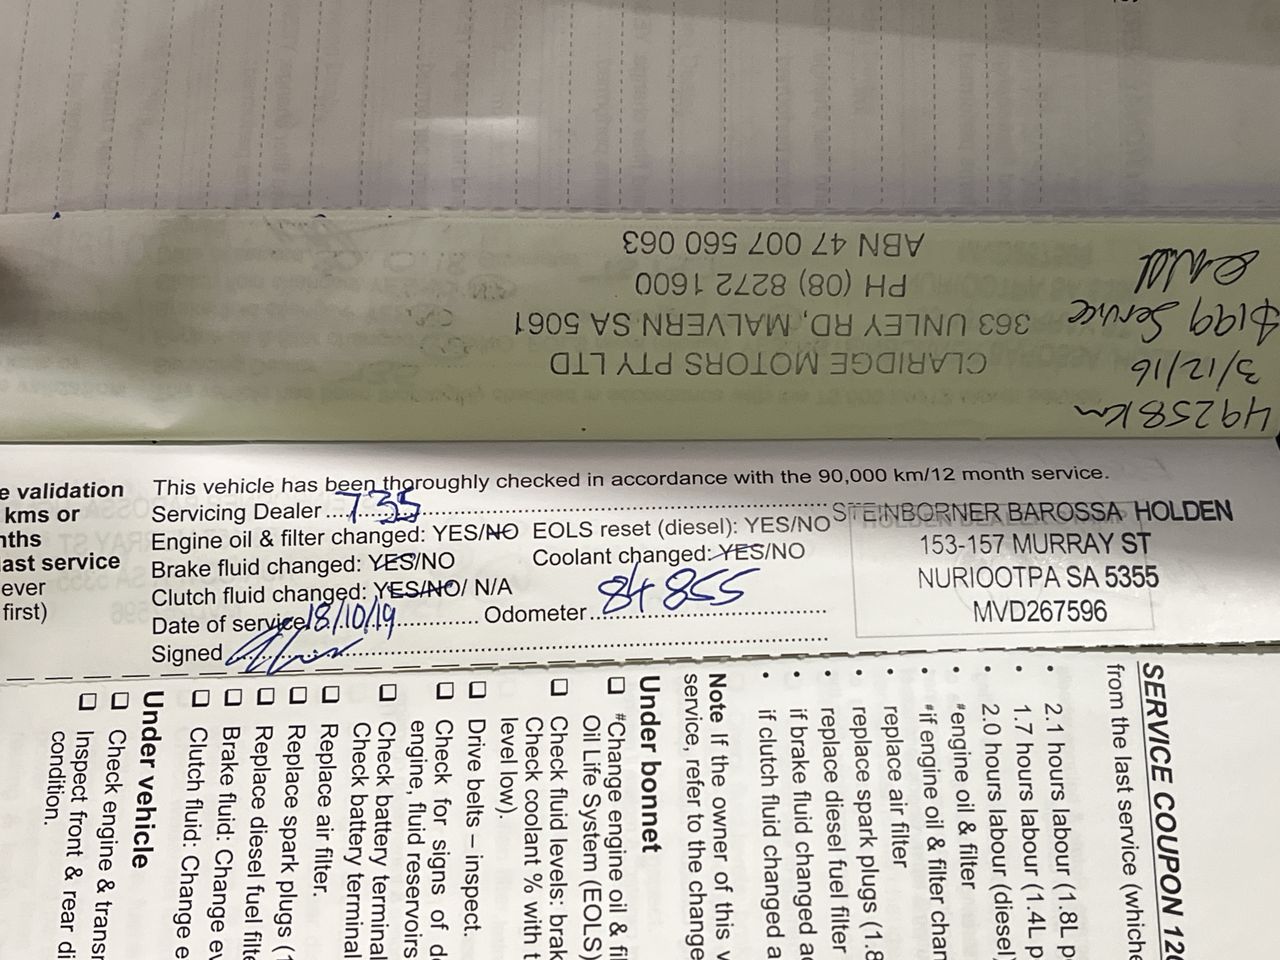 49258km
3/12/16
$199 Service
CLARIDGE MOTORS PTY LTD
363 UNLEY RD, MALVERN SA 5061
PH (08) 8272 1600
ABN 47 007 560 063
e validation
kms or
nths
last service
ever
first)
This vehicle has been thoroughly checked in accordance with the 90,000 km/12 month service.
Servicing Dealer 735
Engine oil & filter changed: YES/NO EOLS reset (diesel): YES/NO
Brake fluid changed: YES/NO Coolant changed: YES/NO
Clutch fluid changed: YES/NO/ N/A
Date of service 18/10/19 Odometer 84855
Signed
STEINBORNER BAROSSA HOLDEN
153-157 MURRAY ST
NURIOOTPA SA 5355
MVD267596
SERVICE COUPON 120
from the last service (whiche
• 2.1 hours labour (1.8L p
• 1.7 hours labour (1.4L p
• 2.0 hours labour (diesel)
• #engine oil & filter
• #if engine oil & filter chan
• replace air filter
• replace spark plugs (1.8
• replace diesel fuel filter
• if brake fluid changed a
• if clutch fluid changed a
Note If the owner of this v
service, refer to the change
Under bonnet
#Change engine oil & fil
Oil Life System (EOLS)
Check fluid levels: brak
Check coolant % with t
level low).
Drive belts – inspect.
Check for signs of d
engine, fluid reservoirs
Check battery terminal
Check battery terminal
Replace air filter.
Replace spark plugs (1
Replace diesel fuel filte
Brake fluid: Change ev
Clutch fluid: Change e
Under vehicle
Check engine & transm
Inspect front & rear di
condition.